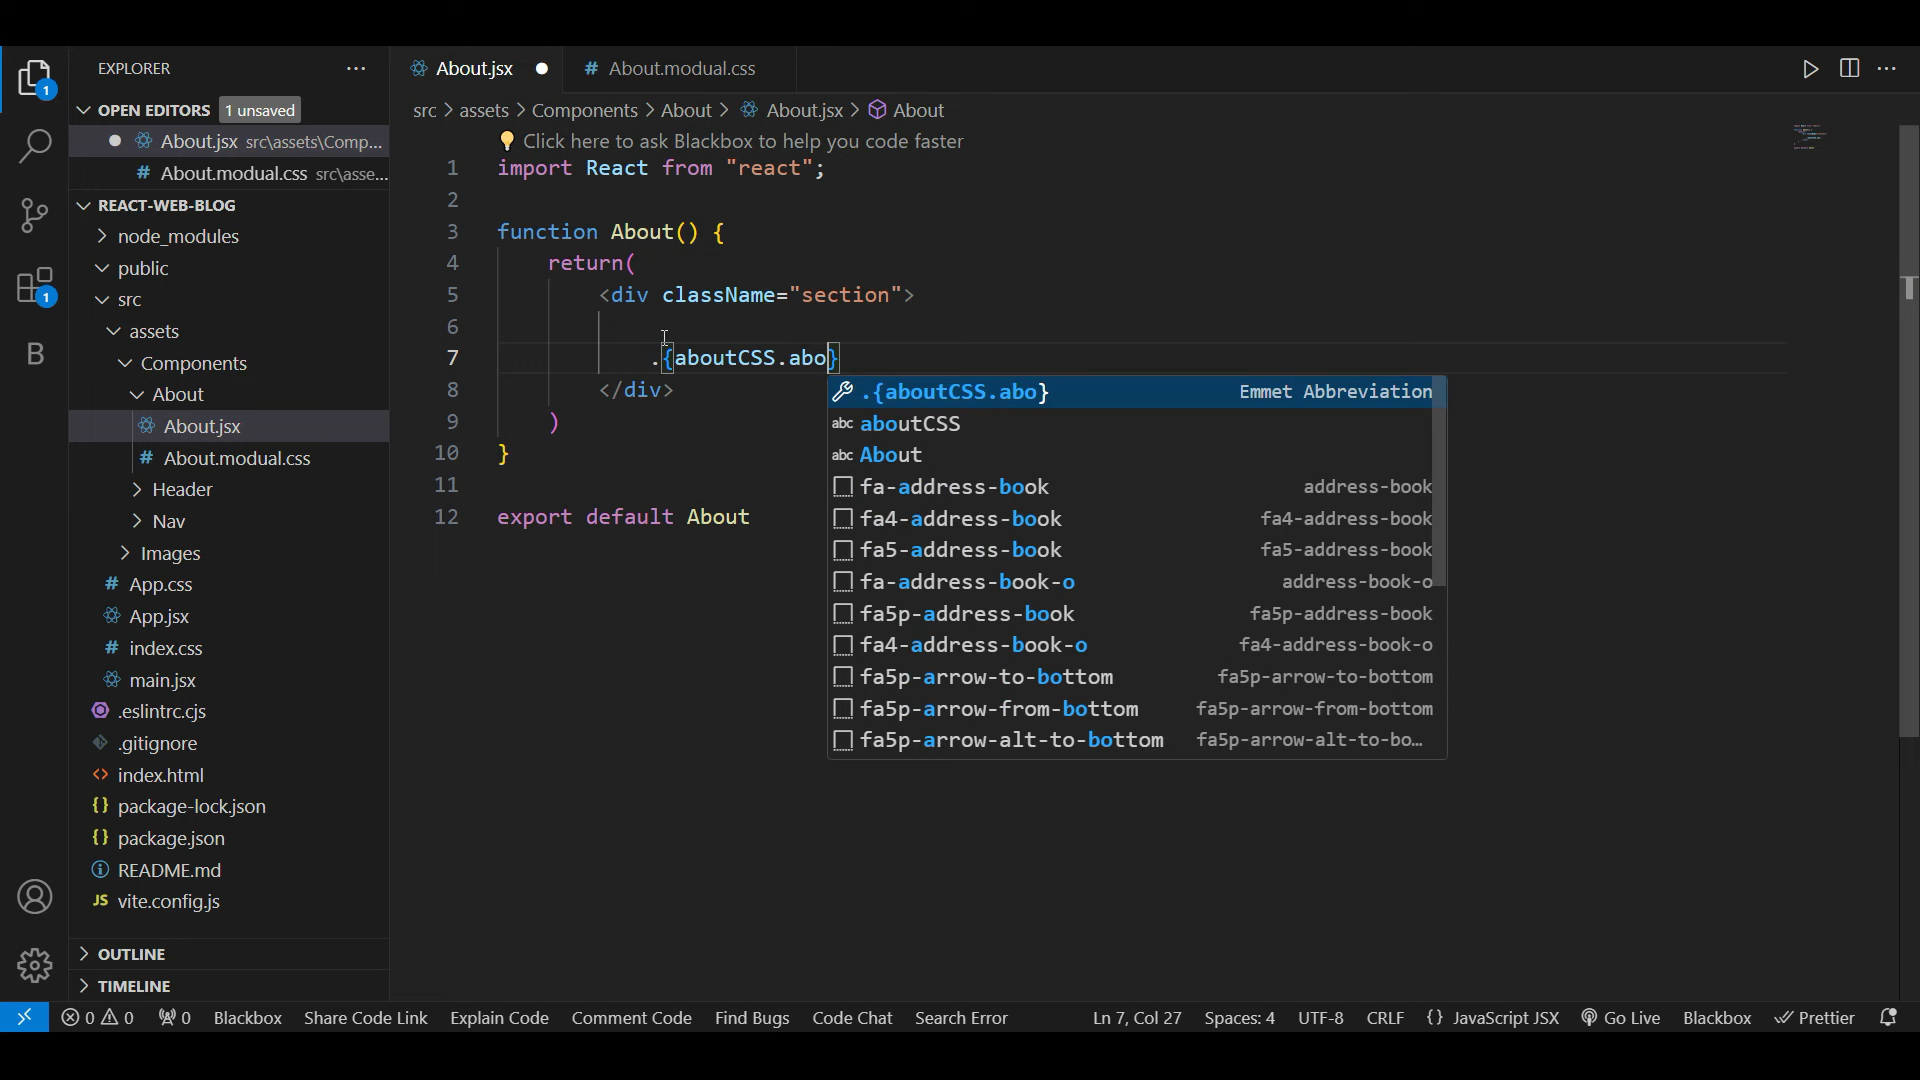 EXPLORER
OPEN EDITORS 1 unsaved
About.jsx src\assets\Comp...
About.modual.css src\asse...
REACT-WEB-BLOG
node_modules
public
src
assets
Components
About
About.jsx
About.modual.css
Header
Nav
Images
App.css
App.jsx
index.css
main.jsx
.eslintrc.cjs
.gitignore
index.html
package-lock.json
package.json
README.md
JS vite.config.js
OUTLINE
TIMELINE
1
1
B
About.jsx
# About.modual.css
src > assets > Components > About > About.jsx > About
Click here to ask Blackbox to help you code faster
1 import React from "react";
2
3 function About() {
4 return(
5 <div className="section">
6
7 .{aboutCSS.abo}
8 </div>
9 )
10 }
11
12 export default About
.{aboutCSS.abo} Emmet Abbreviation
abc aboutCSS
abc About
fa-address-book address-book
fa4-address-book fa4-address-book
fa5-address-book fa5-address-book
fa-address-book-o address-book-o
fa5p-address-book fa5p-address-book
fa4-address-book-o fa4-address-book-o
fa5p-arrow-to-bottom fa5p-arrow-to-bottom
fa5p-arrow-from-bottom fa5p-arrow-from-bottom
fa5p-arrow-alt-to-bottom fa5p-arrow-alt-to-bo...
0 0 0 Blackbox Share Code Link Explain Code Comment Code Find Bugs Code Chat Search Error Ln 7, Col 27 Spaces: 4 UTF-8 CRLF {} JavaScript JSX Go Live Blackbox Prettier